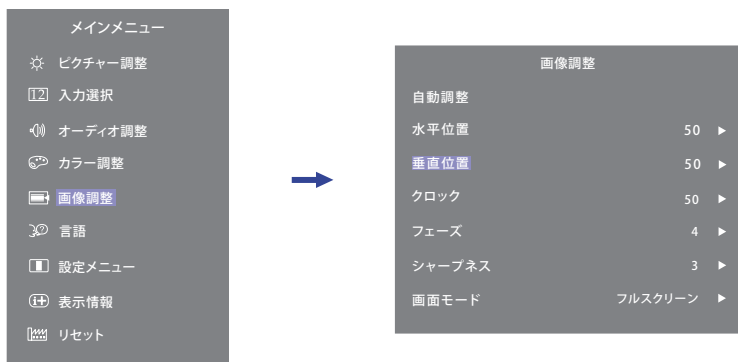 メインメニュー
ピクチャー調整
12 入力選択
オーディオ調整
カラー調整
画像調整
言語
設定メニュー
表示情報
リセット
画像調整
自動調整
水平位置 50
垂直位置 50
クロック 50
フェーズ 4
シャープネス 3
画面モード フルスクリーン